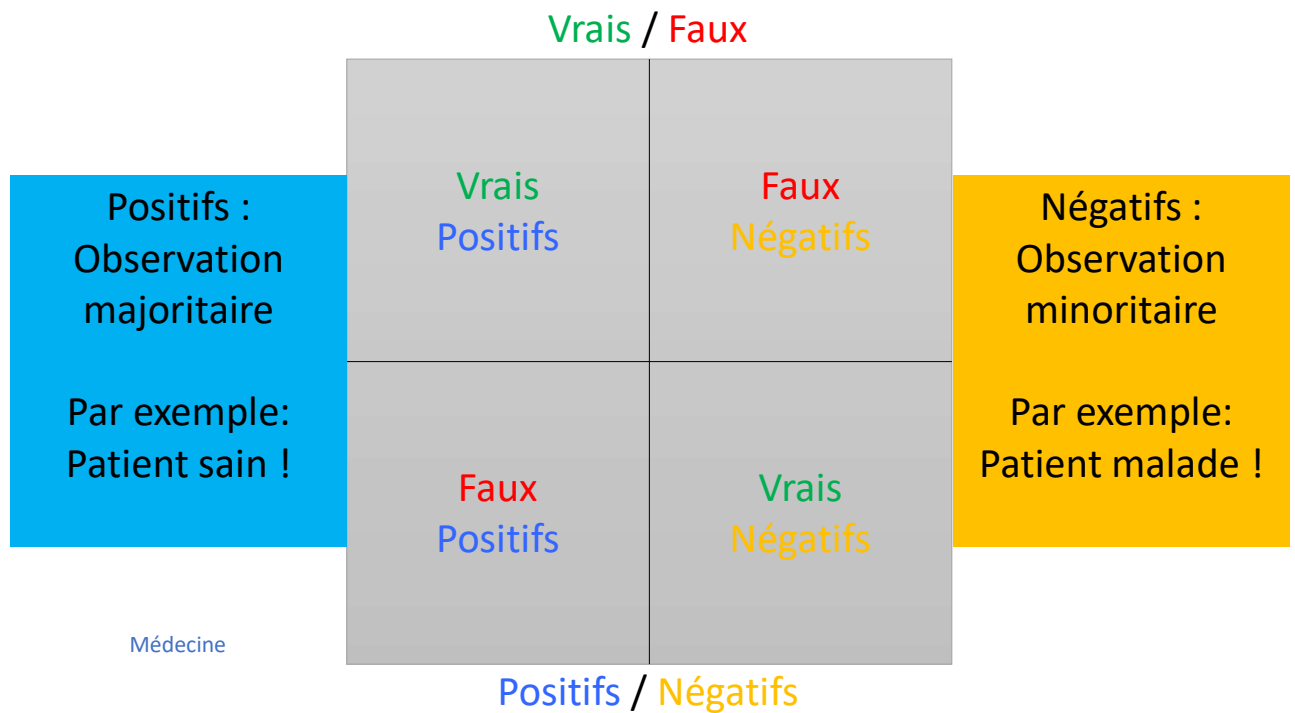 Vrais / Faux
Positifs :
Observation
majoritaire
Par exemple:
Patient sain !
Vrais
Positifs
Faux
Négatifs
Faux
Positifs
Vrais
Négatifs
Négatifs :
Observation
minoritaire
Par exemple:
Patient malade !
Médecine
Positifs / Négatifs